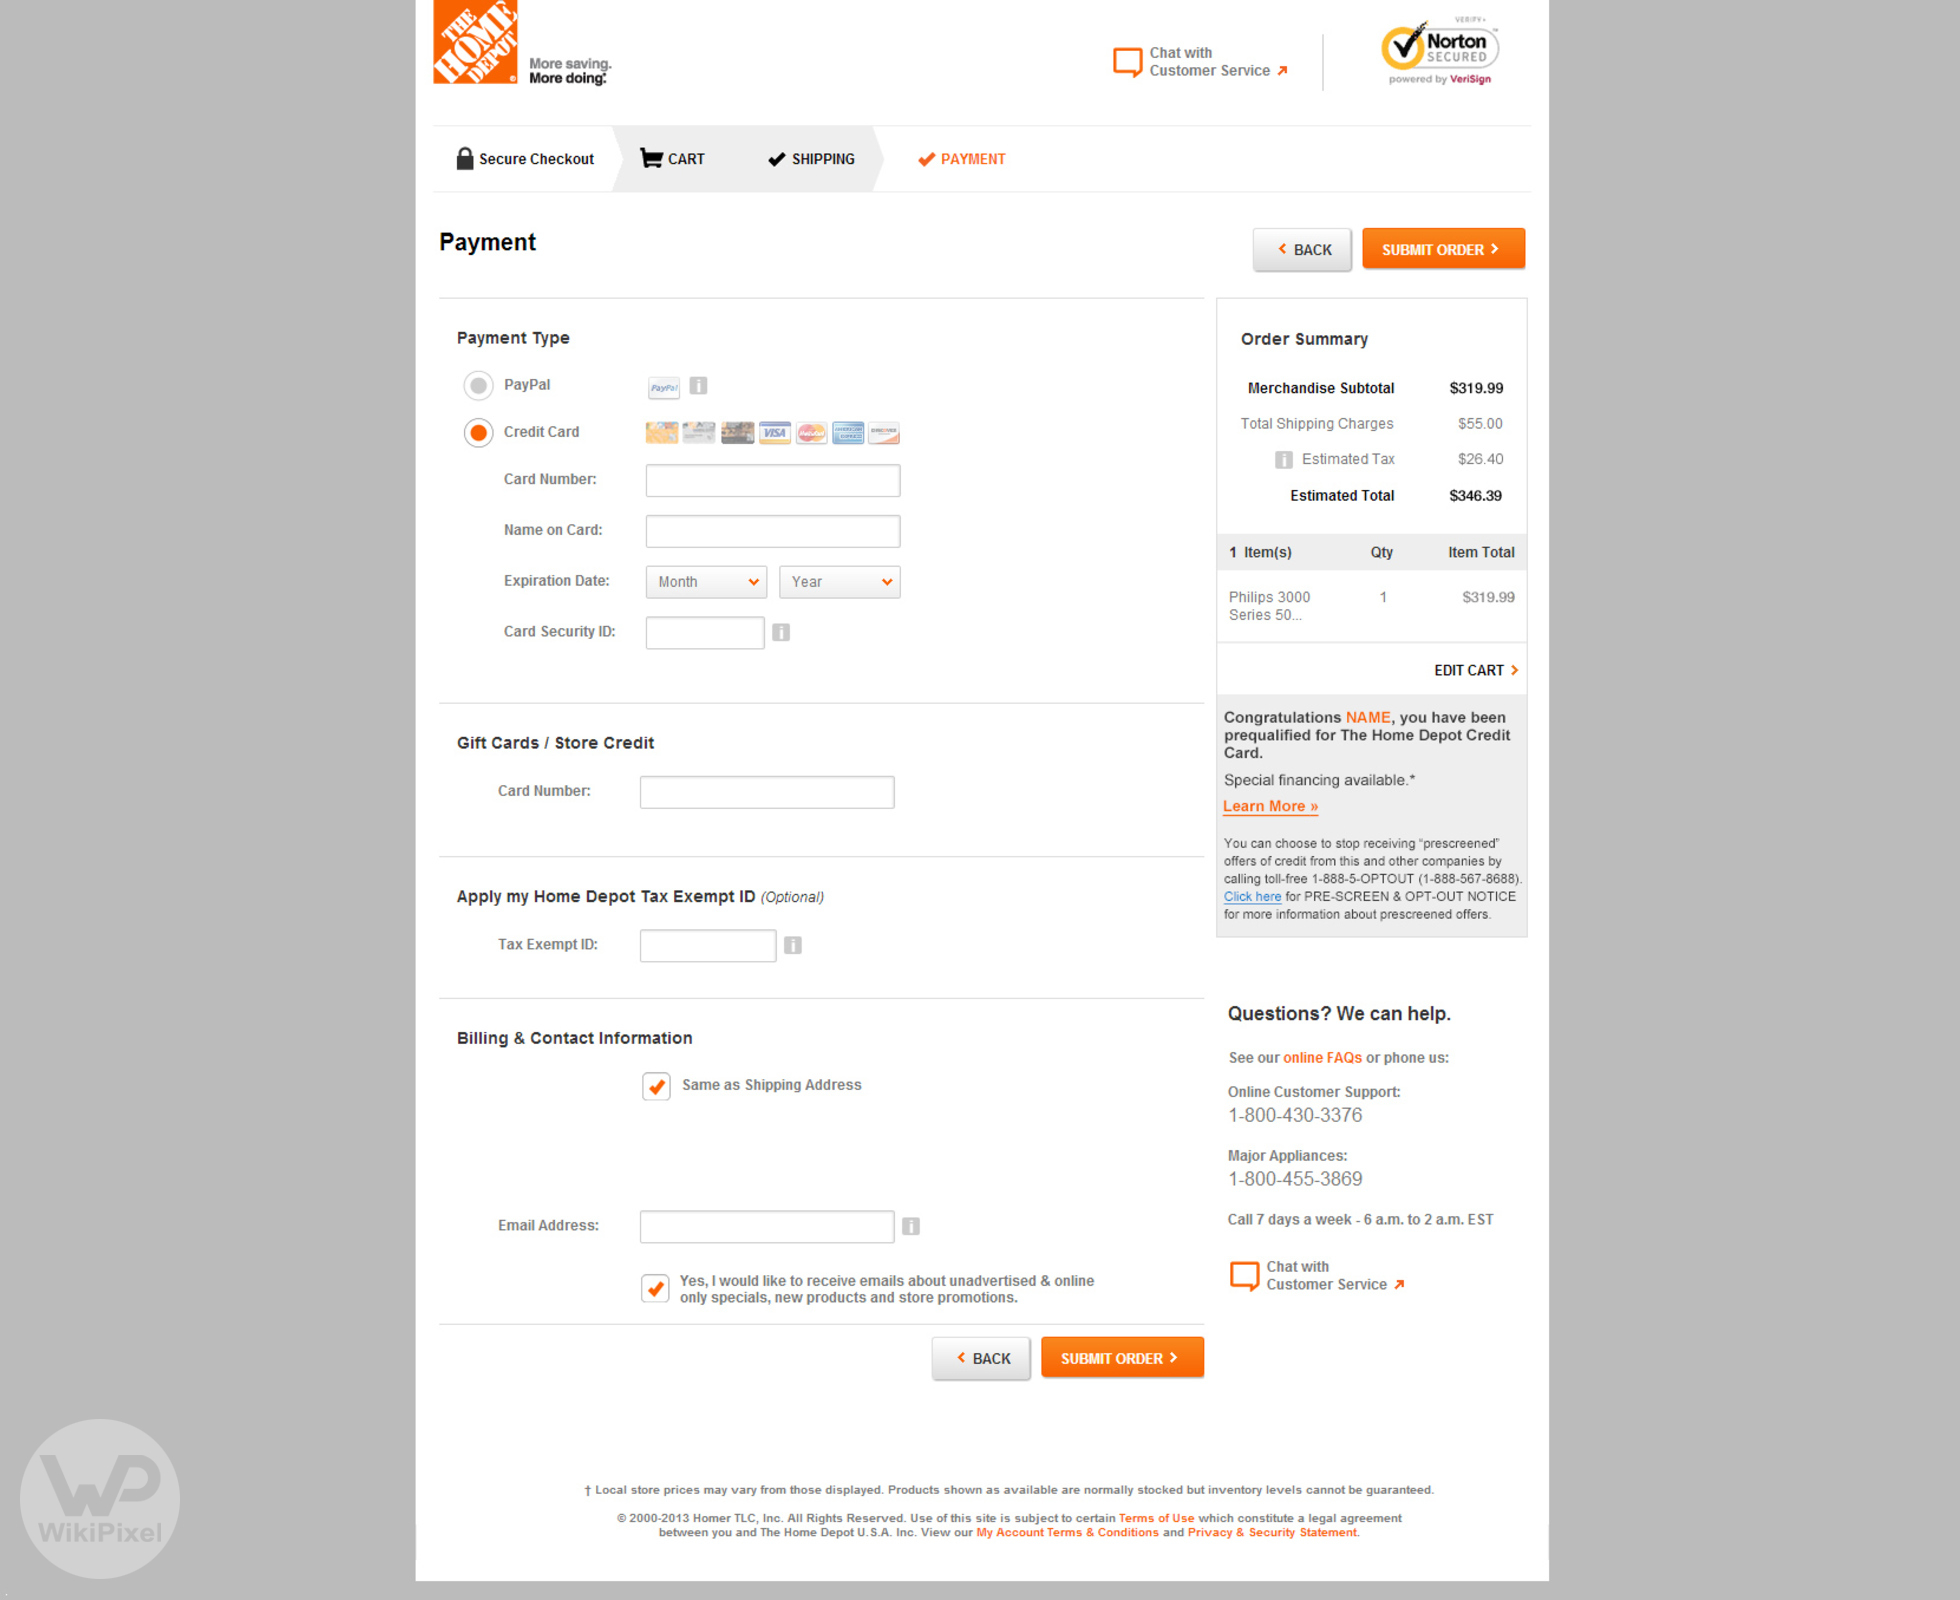 THE
HOME
DEPOT
More saving.
More doing.
Chat with
Customer Service
VERIFY
Norton
SECURED
powered by VeriSign
Secure Checkout
CART
SHIPPING
PAYMENT
Payment
BACK
SUBMIT ORDER
Payment Type
PayPal
PayPal
Credit Card
VISA
Card Number:
Name on Card:
Expiration Date:
Month
Year
Card Security ID:
Gift Cards / Store Credit
Card Number:
Apply my Home Depot Tax Exempt ID (Optional)
Tax Exempt ID:
Billing & Contact Information
Same as Shipping Address
Email Address:
Yes, I would like to receive emails about unadvertised & online
only specials, new products and store promotions.
BACK
SUBMIT ORDER
Order Summary
Merchandise Subtotal $319.99
Total Shipping Charges $55.00
Estimated Tax $26.40
Estimated Total $346.39
1 Item(s) Qty Item Total
Philips 3000 1 $319.99
Series 50...
EDIT CART
Congratulations NAME, you have been
prequalified for The Home Depot Credit
Card.
Special financing available.*
Learn More »
You can choose to stop receiving “prescreened”
offers of credit from this and other companies by
calling toll-free 1-888-5-OPTOUT (1-888-567-8688).
Click here for PRE-SCREEN & OPT-OUT NOTICE
for more information about prescreened offers.
Questions? We can help.
See our online FAQs or phone us:
Online Customer Support:
1-800-430-3376
Major Appliances:
1-800-455-3869
Call 7 days a week - 6 a.m. to 2 a.m. EST
Chat with
Customer Service
† Local store prices may vary from those displayed. Products shown as available are normally stocked but inventory levels cannot be guaranteed.
© 2000-2013 Homer TLC, Inc. All Rights Reserved. Use of this site is subject to certain Terms of Use which constitute a legal agreement
between you and The Home Depot U.S.A. Inc. View our My Account Terms & Conditions and Privacy & Security Statement.
WP
WikiPixel